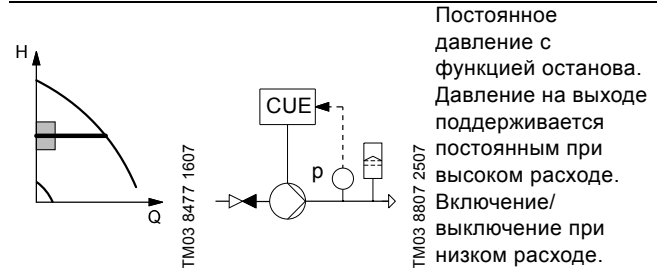 H
Q
TM03 8477 1607
CUE
p
TM03 8807 2507
Постоянное
давление с
функцией останова.
Давление на выходе
поддерживается
постоянным при
высоком расходе.
Включение/
выключение при
низком расходе.